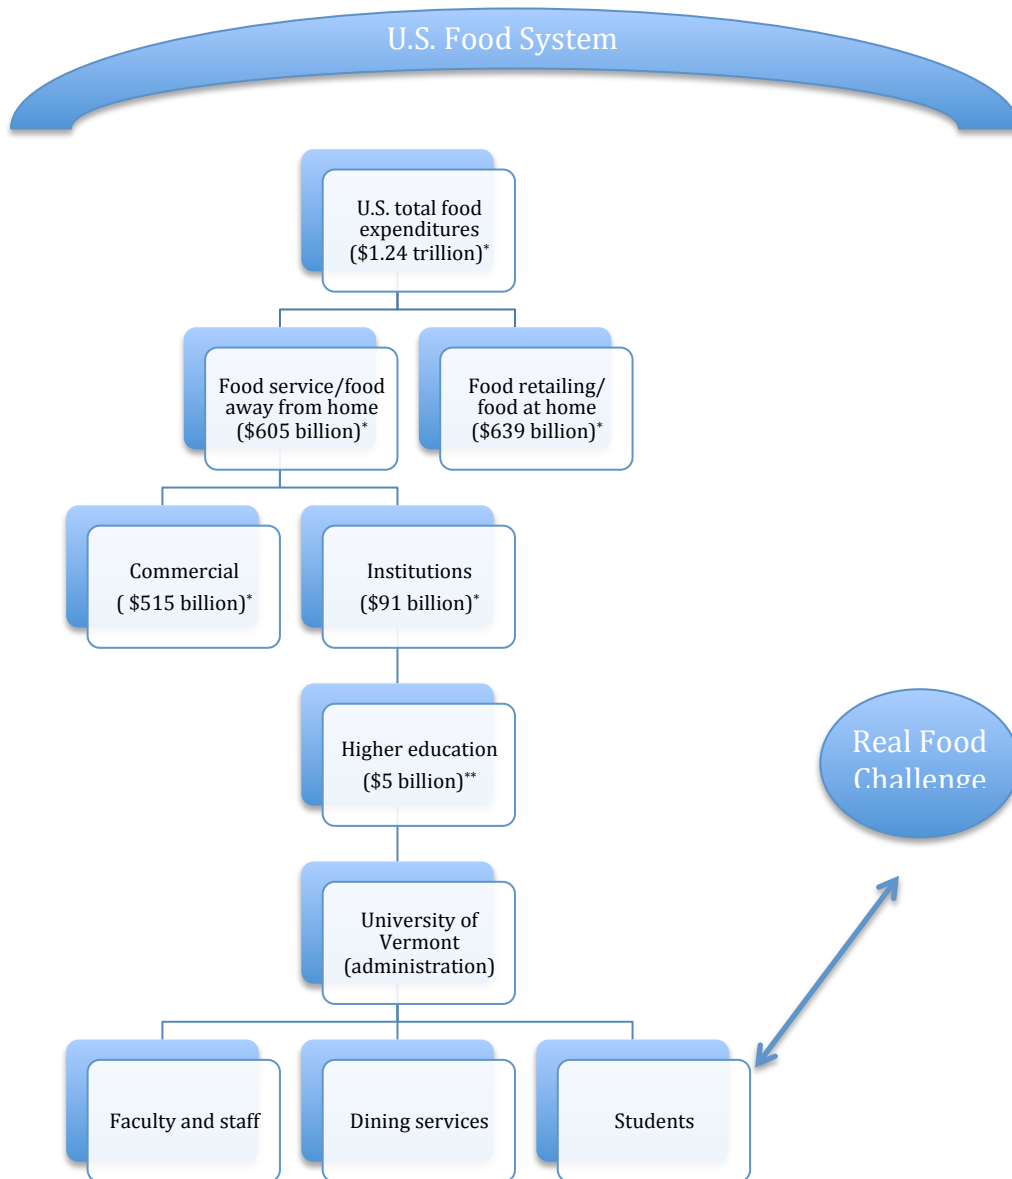 U.S. Food System
U.S. total food
expenditures
($1.24 trillion)*
Food service/food
away from home
($605 billion)*
Food retailing/
food at home
($639 billion)*
Commercial
( $515 billion)*
Institutions
($91 billion)*
Higher education
($5 billion)**
Real Food
Challenge
University of
Vermont
(administration)
Faculty and staff
Dining services
Students